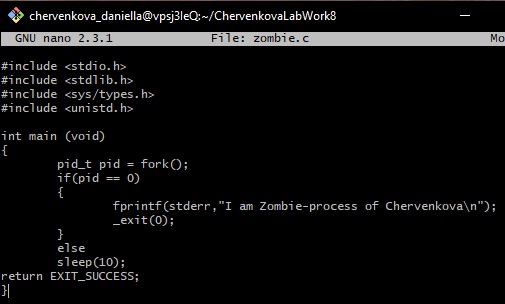 chervenkova_daniella@vpsj3leQ:~/ChervenkovaLabWork8
GNU nano 2.3.1 File: zombie.c Mo
#include <stdio.h>
#include <stdlib.h>
#include <sys/types.h>
#include <unistd.h>
int main (void)
{
pid_t pid = fork();
if(pid == 0)
{
fprintf(stderr,"I am Zombie-process of Chervenkova\n");
_exit(0);
}
else
sleep(10);
return EXIT_SUCCESS;
}